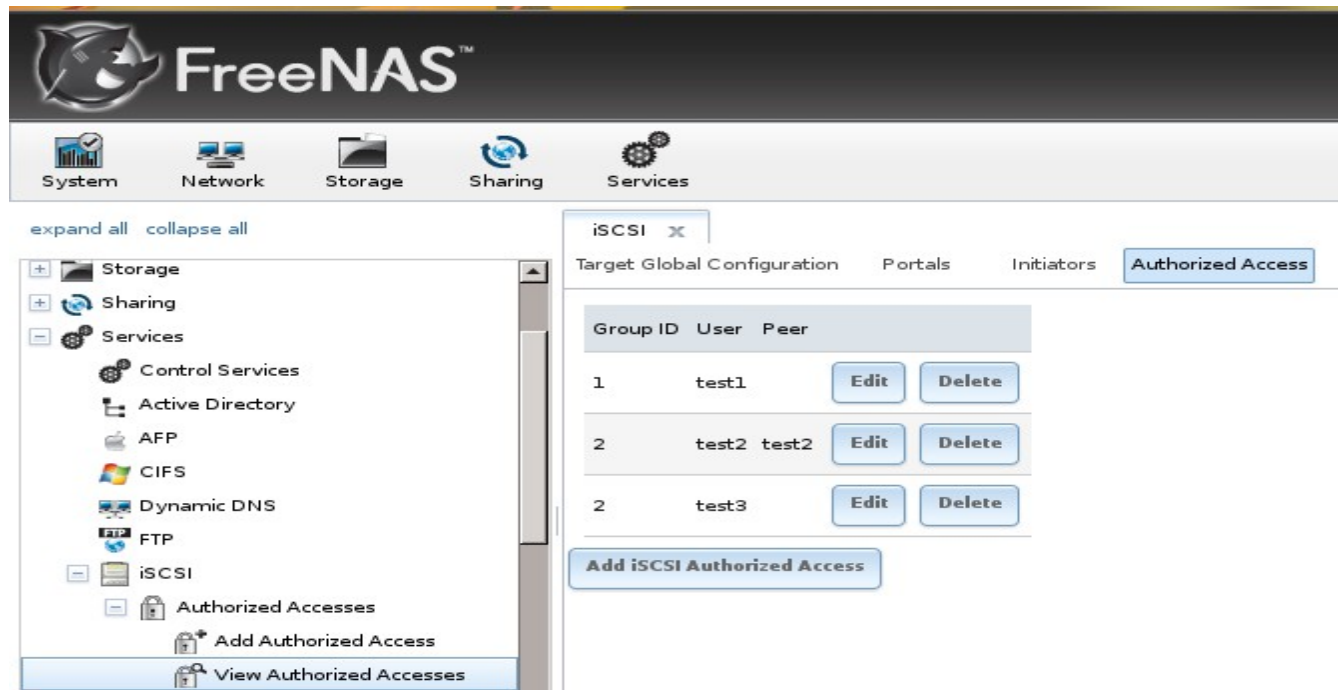 FreeNAS™
System Network Storage Sharing Services
expand all collapse all
Storage
Sharing
Services
Control Services
Active Directory
AFP
CIFS
Dynamic DNS
FTP
FTP
iSCSI
Authorized Accesses
Add Authorized Access
View Authorized Accesses
iSCSI x
Target Global Configuration Portals Initiators Authorized Access
Group ID User Peer
1 test1 Edit Delete
2 test2 test2 Edit Delete
2 test3 Edit Delete
Add iSCSI Authorized Access